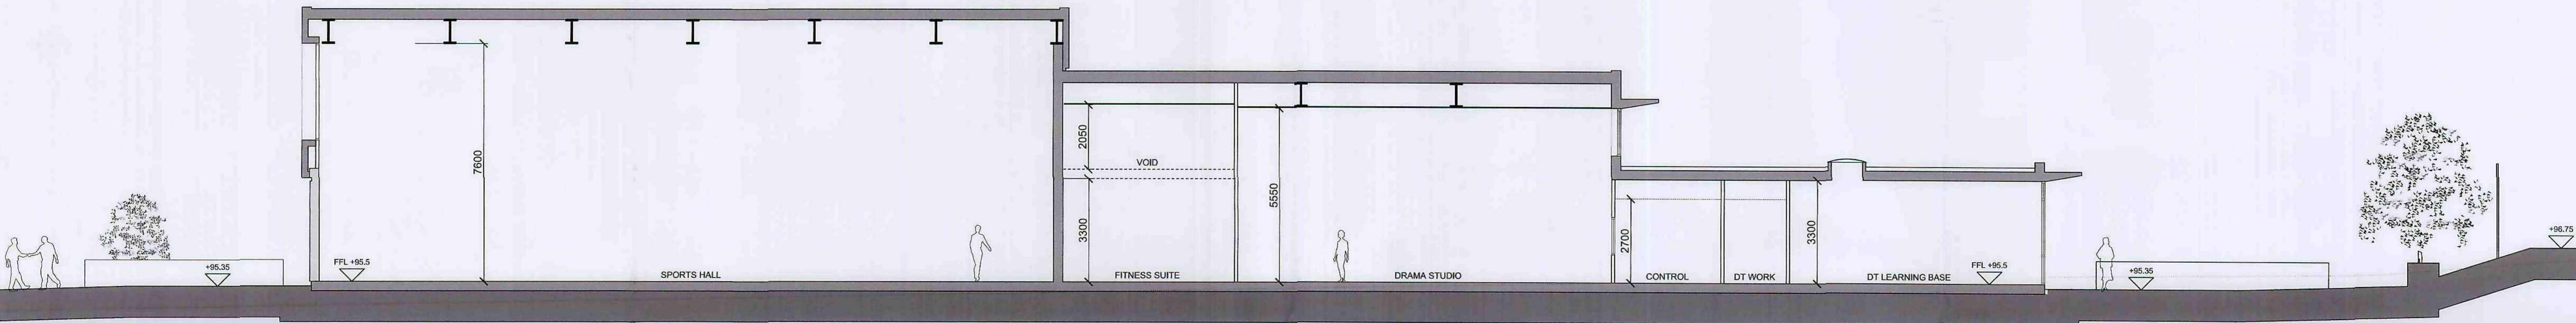 +95.35
FFL +95.5
7600
SPORTS HALL
2050
VOID
3300
FITNESS SUITE
5550
DRAMA STUDIO
2700
CONTROL
DT WORK
3300
DT LEARNING BASE
FFL +95.5
+95.35
+96.75